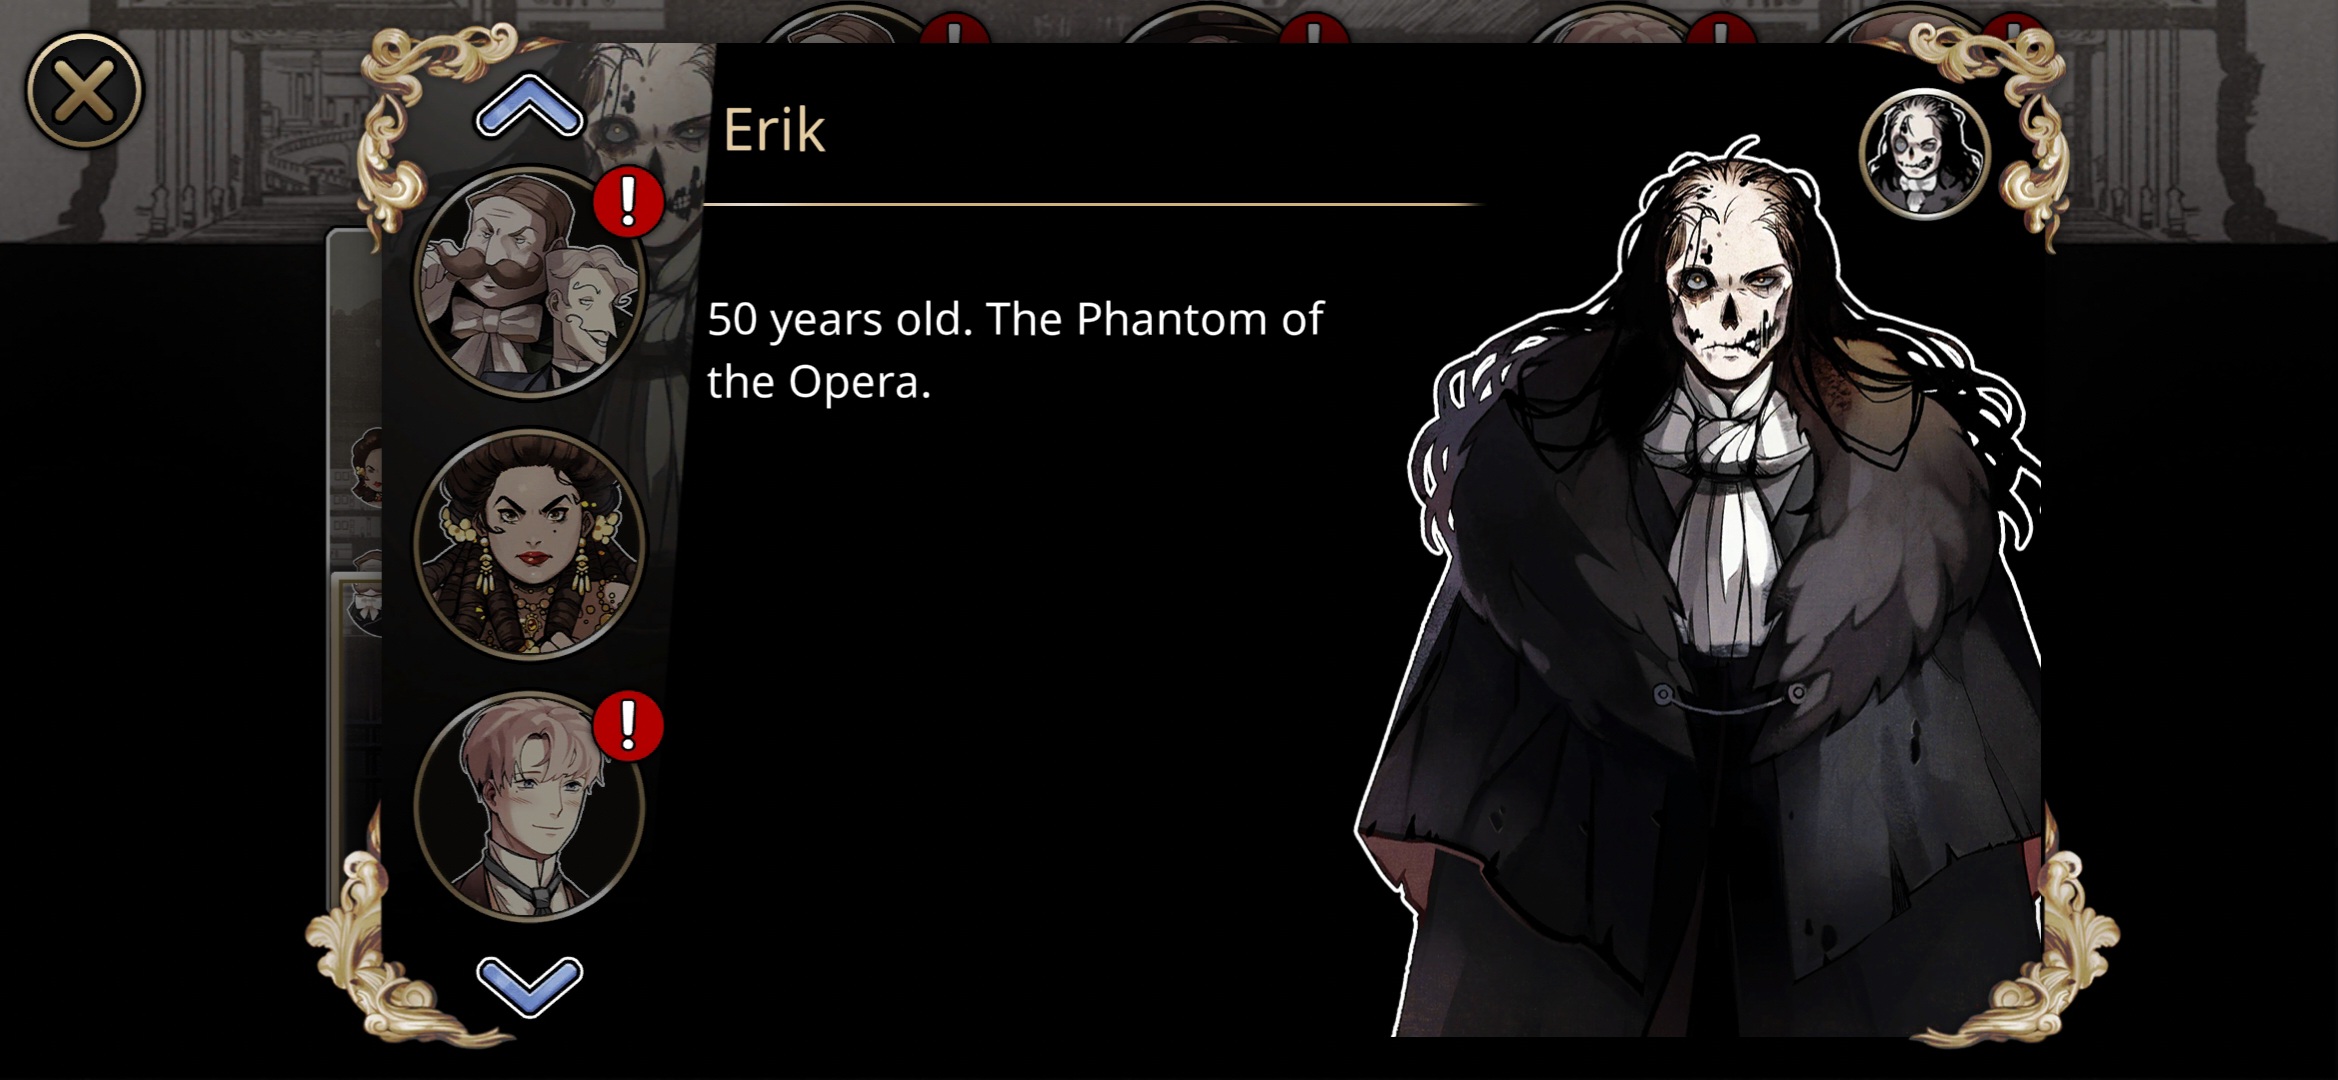 Erik
50 years old. The Phantom of
the Opera.